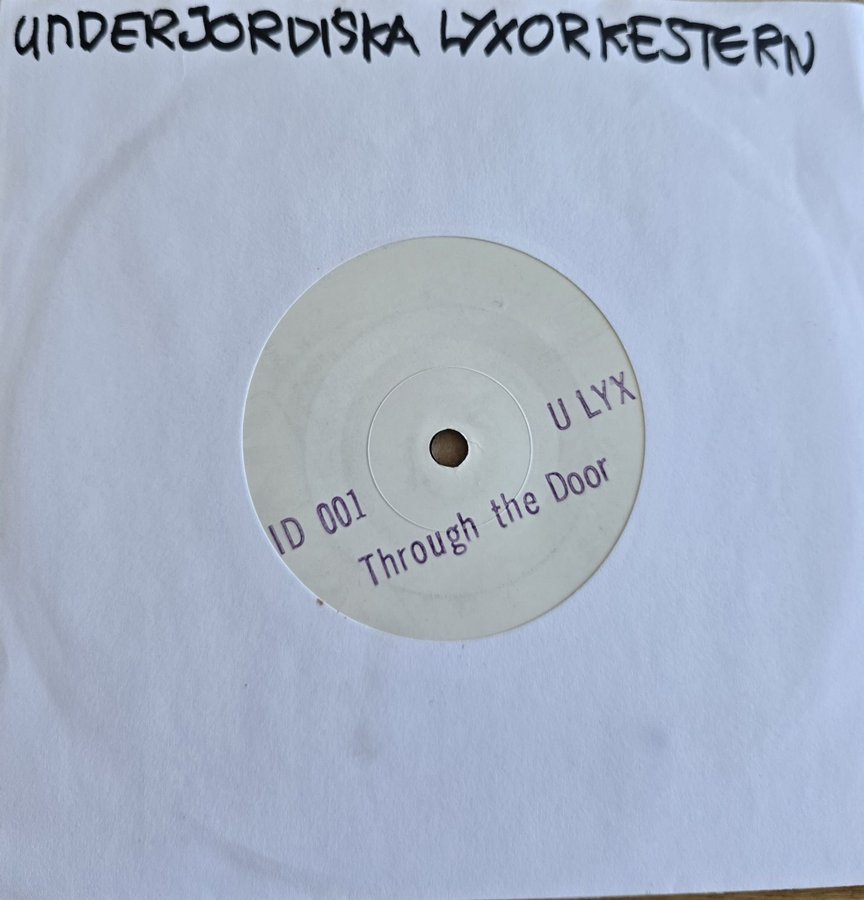 UNDERJORDISKA LYXORKESTERN
U LYX
ID 001
Through the Door